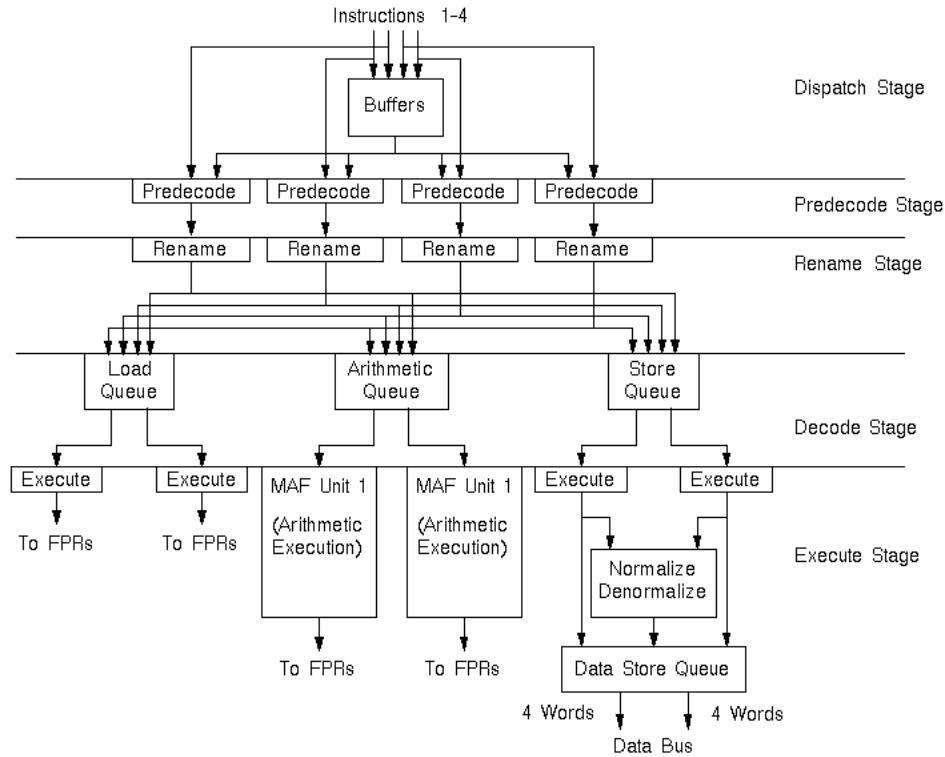 Instructions 1-4
Buffers
Dispatch Stage
Predecode Predecode Predecode Predecode
Predecode Stage
Rename Rename Rename Rename
Rename Stage
Load
Queue
Arithmetic
Queue
Store
Queue
Decode Stage
Execute
Execute
MAF Unit 1
(Arithmetic
Execution)
MAF Unit 1
(Arithmetic
Execution)
Execute
Execute
To FPRs
To FPRs
Execute Stage
Normalize
Denormalize
To FPRs
To FPRs
Data Store Queue
4 Words
4 Words
Data Bus